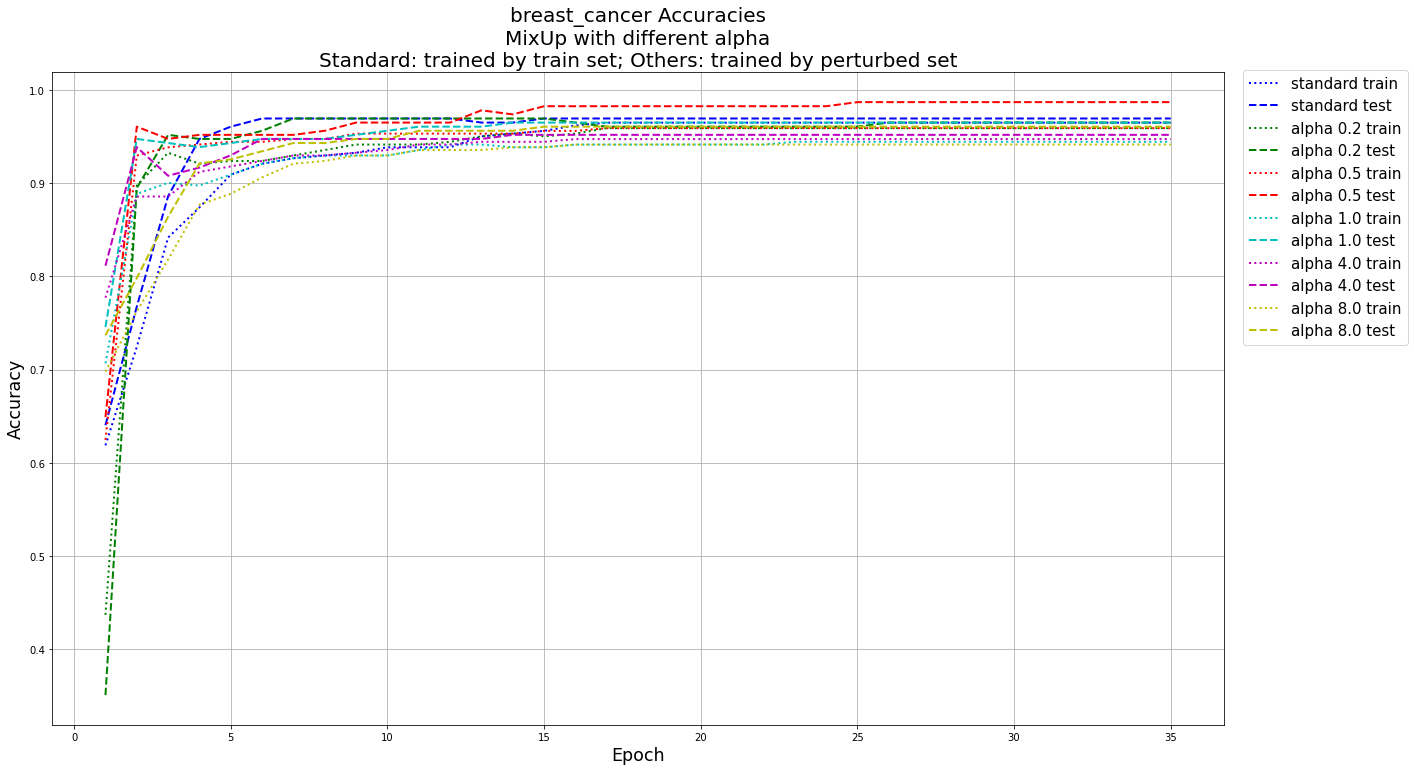 breast_cancer Accuracies
MixUp with different alpha
Standard: trained by train set; Others: trained by perturbed set
1.0
0.9
0.8
0.7
0.6
0.5
0.4
Accuracy
0 5 10 15 20 25 30 35
Epoch
standard train
standard test
alpha 0.2 train
alpha 0.2 test
alpha 0.5 train
alpha 0.5 test
alpha 1.0 train
alpha 1.0 test
alpha 4.0 train
alpha 4.0 test
alpha 8.0 train
alpha 8.0 test